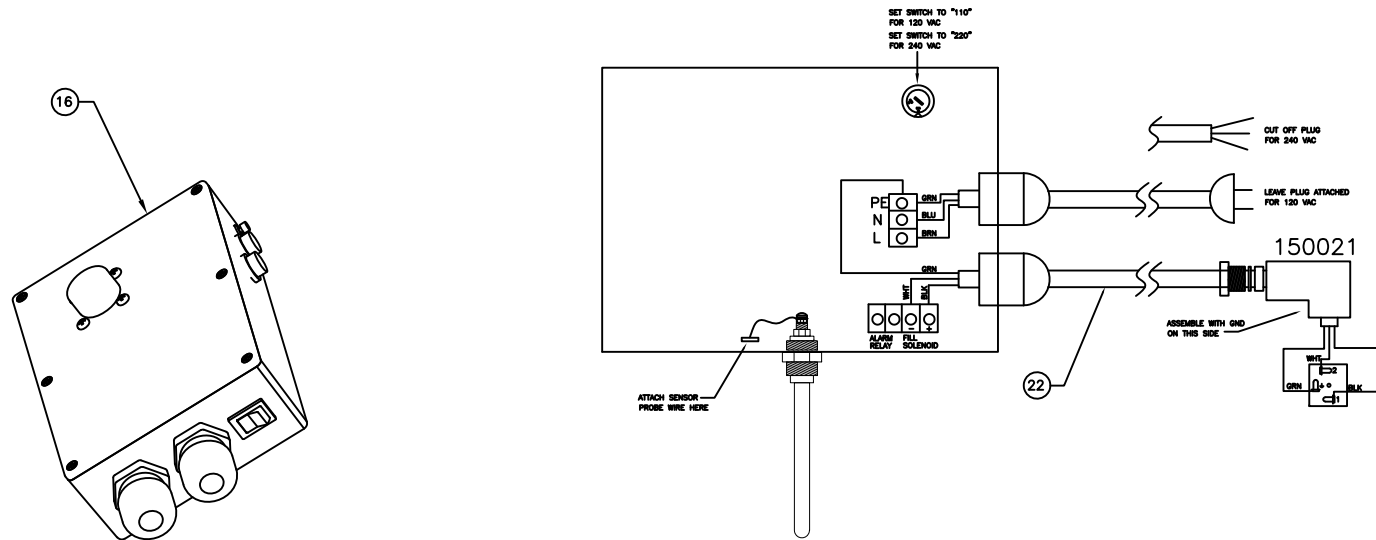 SET SWITCH TO "110"
FOR 120 VAC
SET SWITCH TO "220"
FOR 240 VAC
16
CUT OFF PLUG
FOR 240 VAC
PE
GRN
N
BLU
L
BRN
LEAVE PLUG ATTACHED
FOR 120 VAC
150021
GRN
WHT
BLK
- +
ALARM
RELAY
FILL
SOLENOID
ASSEMBLE WITH GND
ON THIS SIDE
22
ATTACH SENSOR
PROBE WIRE HERE
WHT
2
GRN
BLK
1